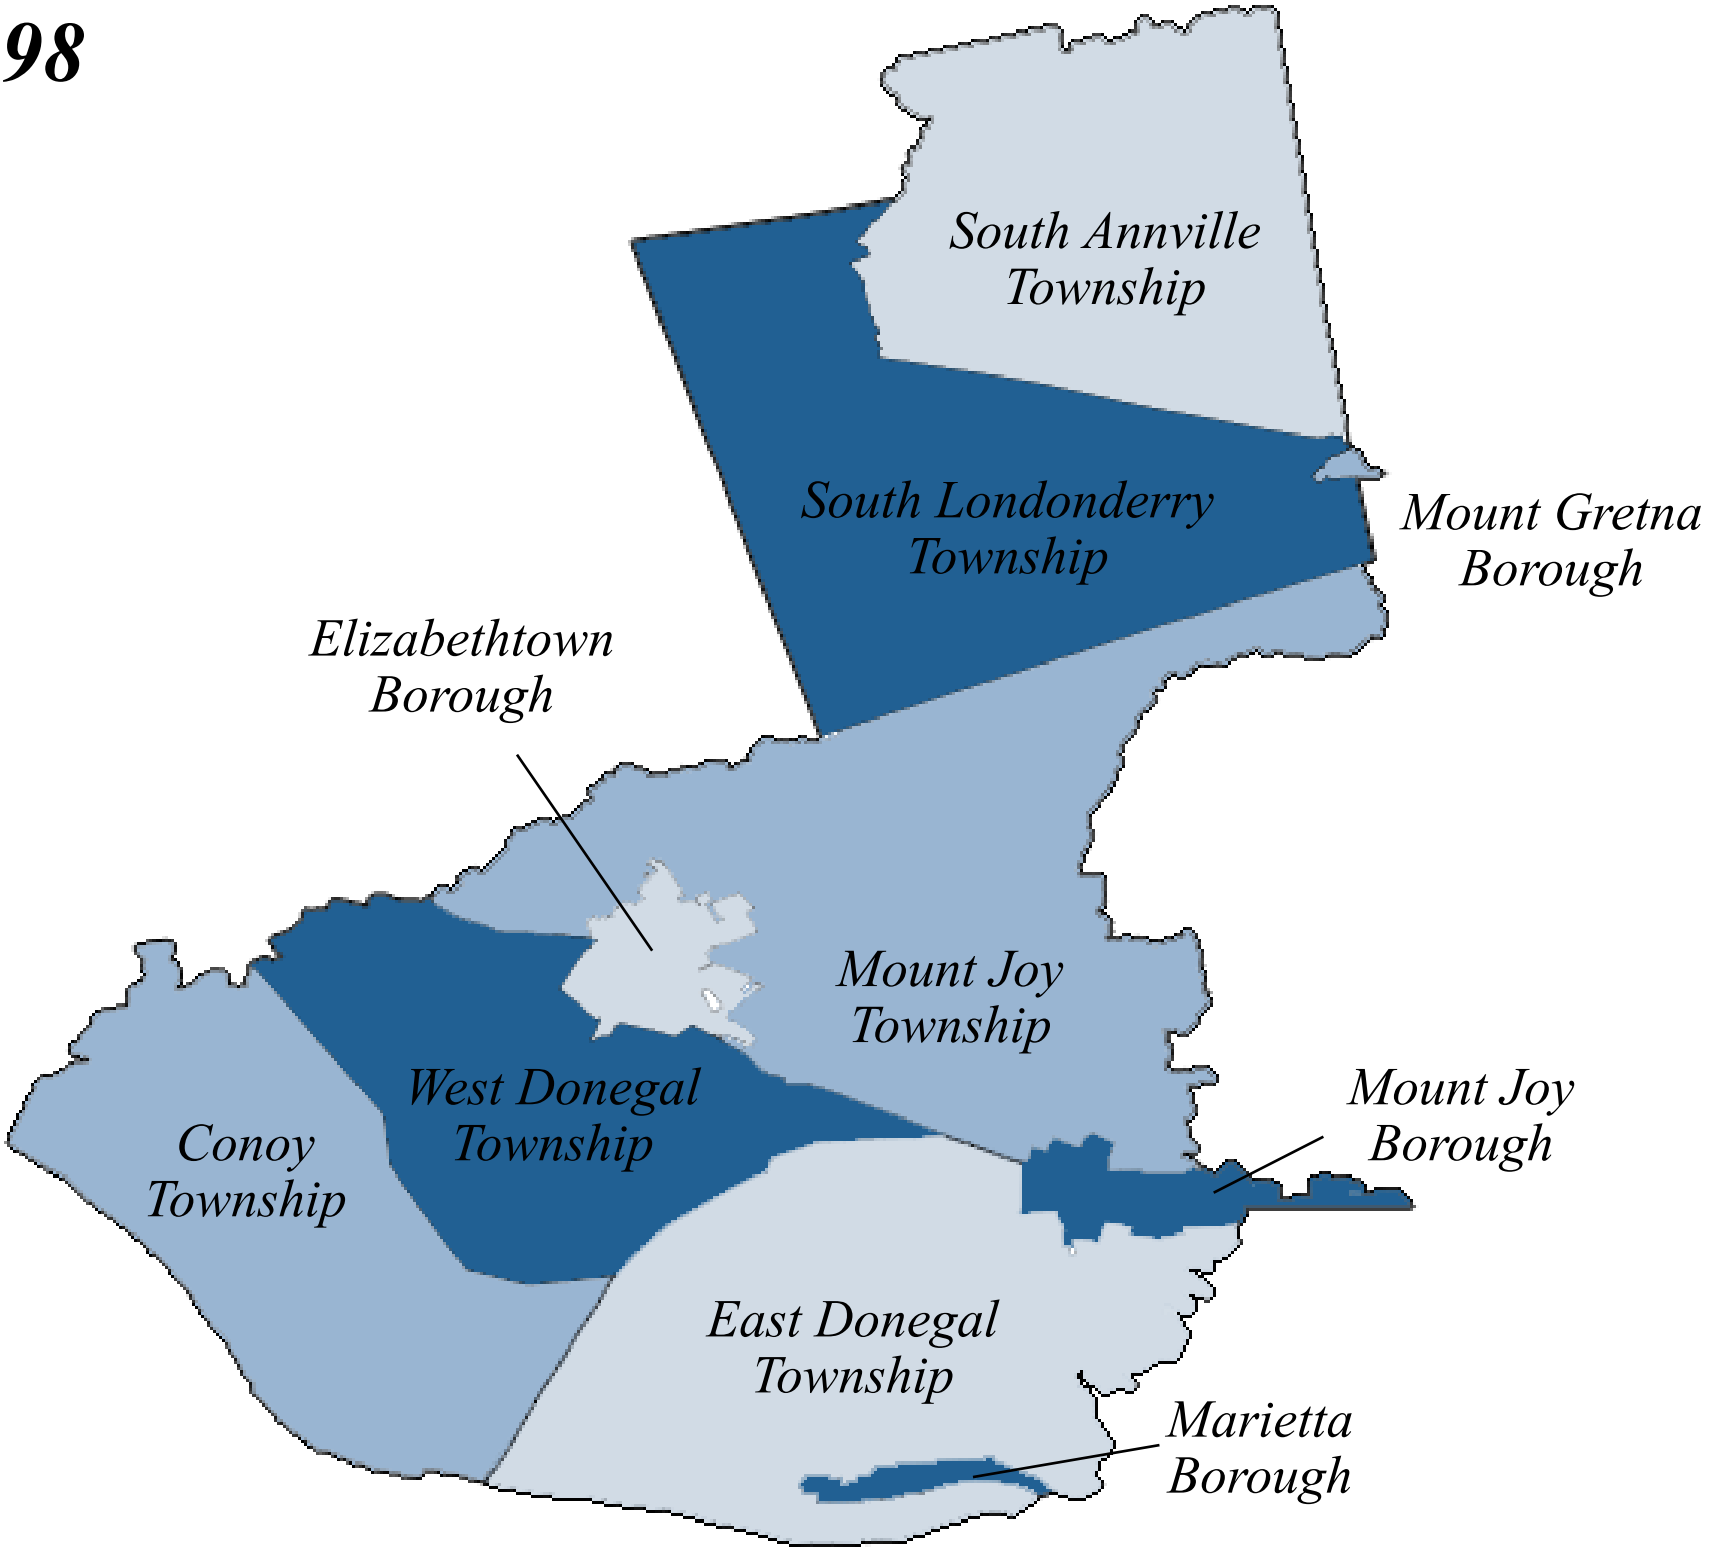 98
South Annville
Township
South Londonderry
Township
Mount Gretna
Borough
Elizabethtown
Borough
Mount Joy
Township
Mount Joy
Borough
West Donegal
Township
Conoy
Township
East Donegal
Township
Marietta
Borough